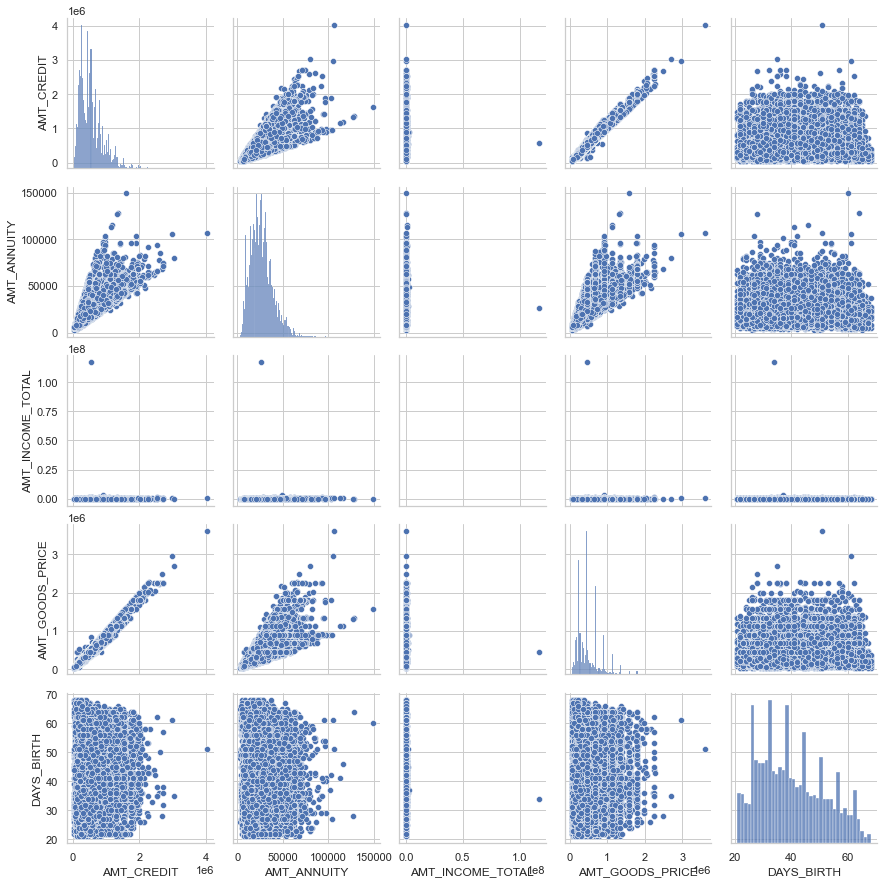 1e6
4
3
2
1
0
AMT_CREDIT
150000
100000
50000
0
AMT_ANNUITY
1e8
1.00
0.75
0.50
0.25
0.00
AMT_INCOME_TOTAL
1e6
3
2
1
0
AMT_GOODS_PRICE
70
60
50
40
30
20
DAYS_BIRTH
0 2 4
1e6
AMT_CREDIT
0 50000 100000 150000
AMT_ANNUITY
0.0 0.5 1.0
1e8
AMT_INCOME_TOTAL
0 1 2 3
1e6
AMT_GOODS_PRICE
20 40 60
DAYS_BIRTH